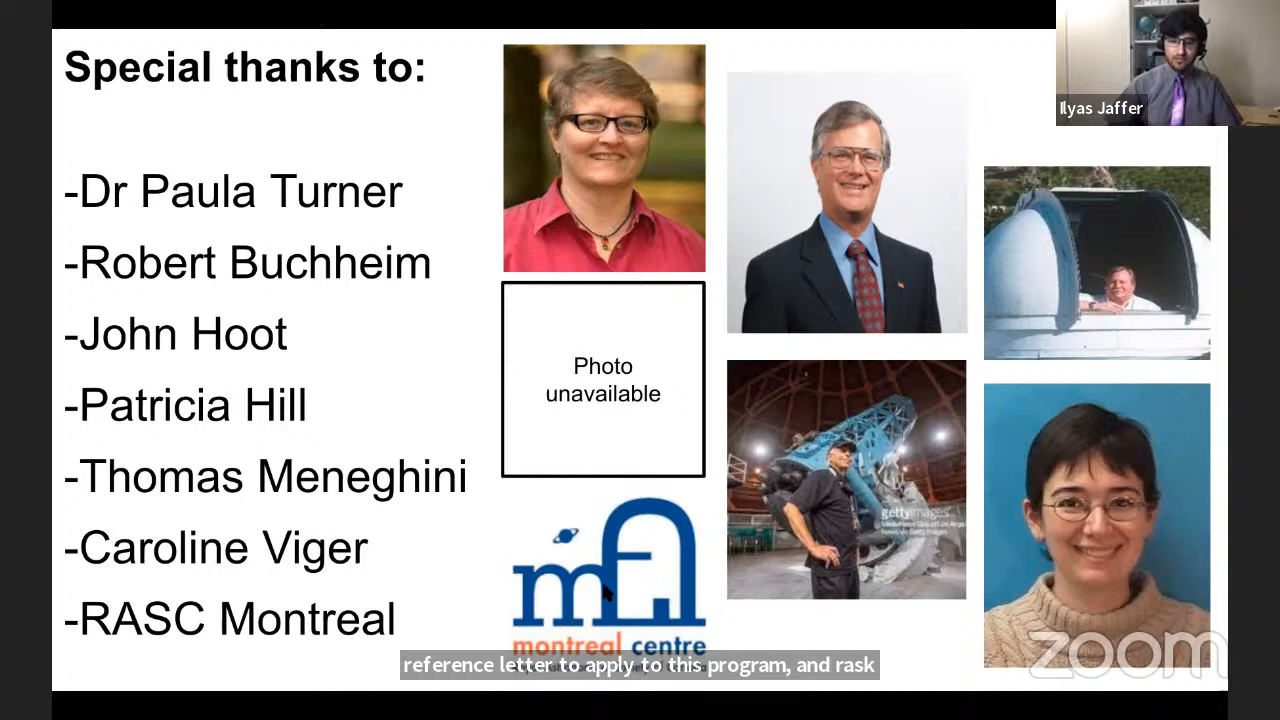 Special thanks to:
-Dr Paula Turner
-Robert Buchheim
-John Hoot
-Patricia Hill
-Thomas Meneghini
-Caroline Viger
-RASC Montreal
Photo
unavailable
gettyimages
montreal centre
reference letter to apply to this program, and rask
Ilyas Jaffer
zoom